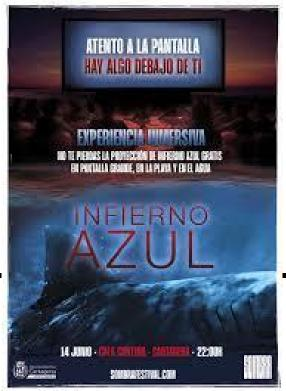 ATENTO A LA PANTALLA
HAY ALGO DEBAJO DE TI
EXPERIENCIA INMERSIVA
NO TE PIERDAS LA PROYECCIÓN DE INFIERNO AZUL GRATIS
EN PANTALLA GRANDE, EN LA PLAYA Y EN EL AGUA
INFIERNO
AZUL
14 JUNIO - CALA CORTINA - CARTAGENA - 22:00H
SOMBRAFESTIVAL.COM
Cartagena
SOMBRA